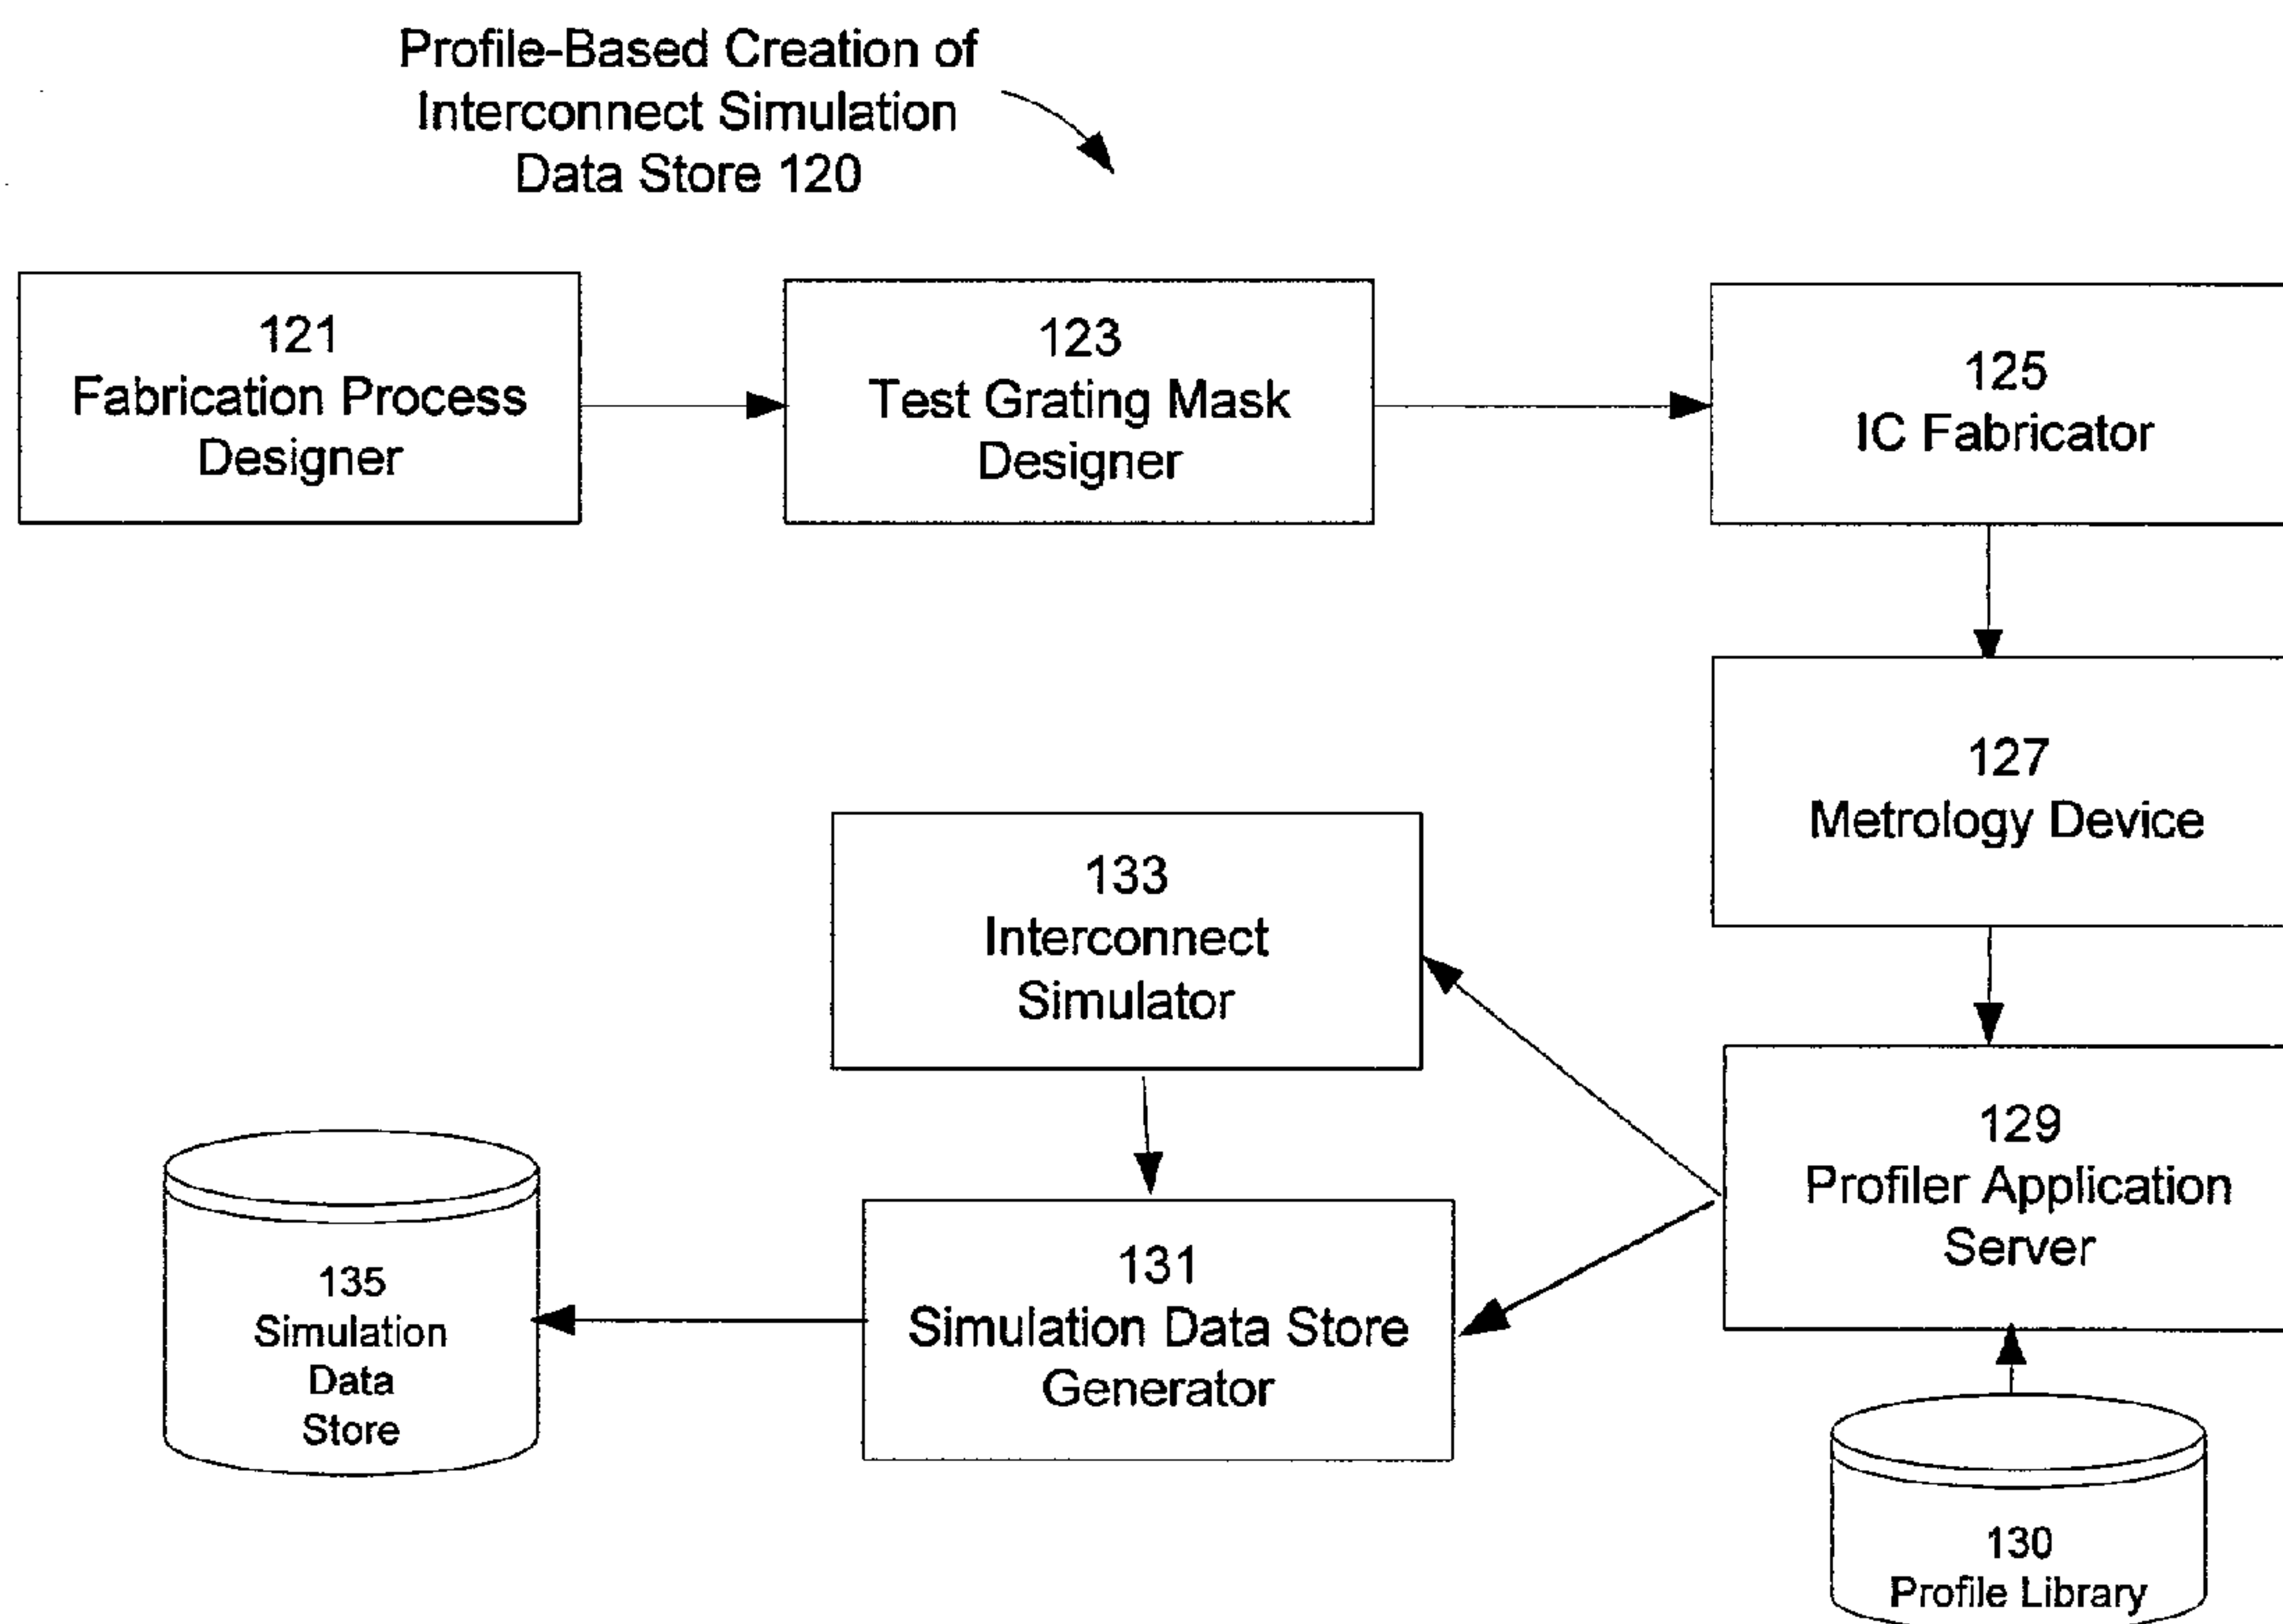 Profile-Based Creation of
Interconnect Simulation
Data Store 120
121
Fabrication Process
Designer
123
Test Grating Mask
Designer
125
IC Fabricator
127
Metrology Device
133
Interconnect
Simulator
129
Profiler Application
Server
131
Simulation Data Store
Generator
135
Simulation
Data
Store
130
Profile Library